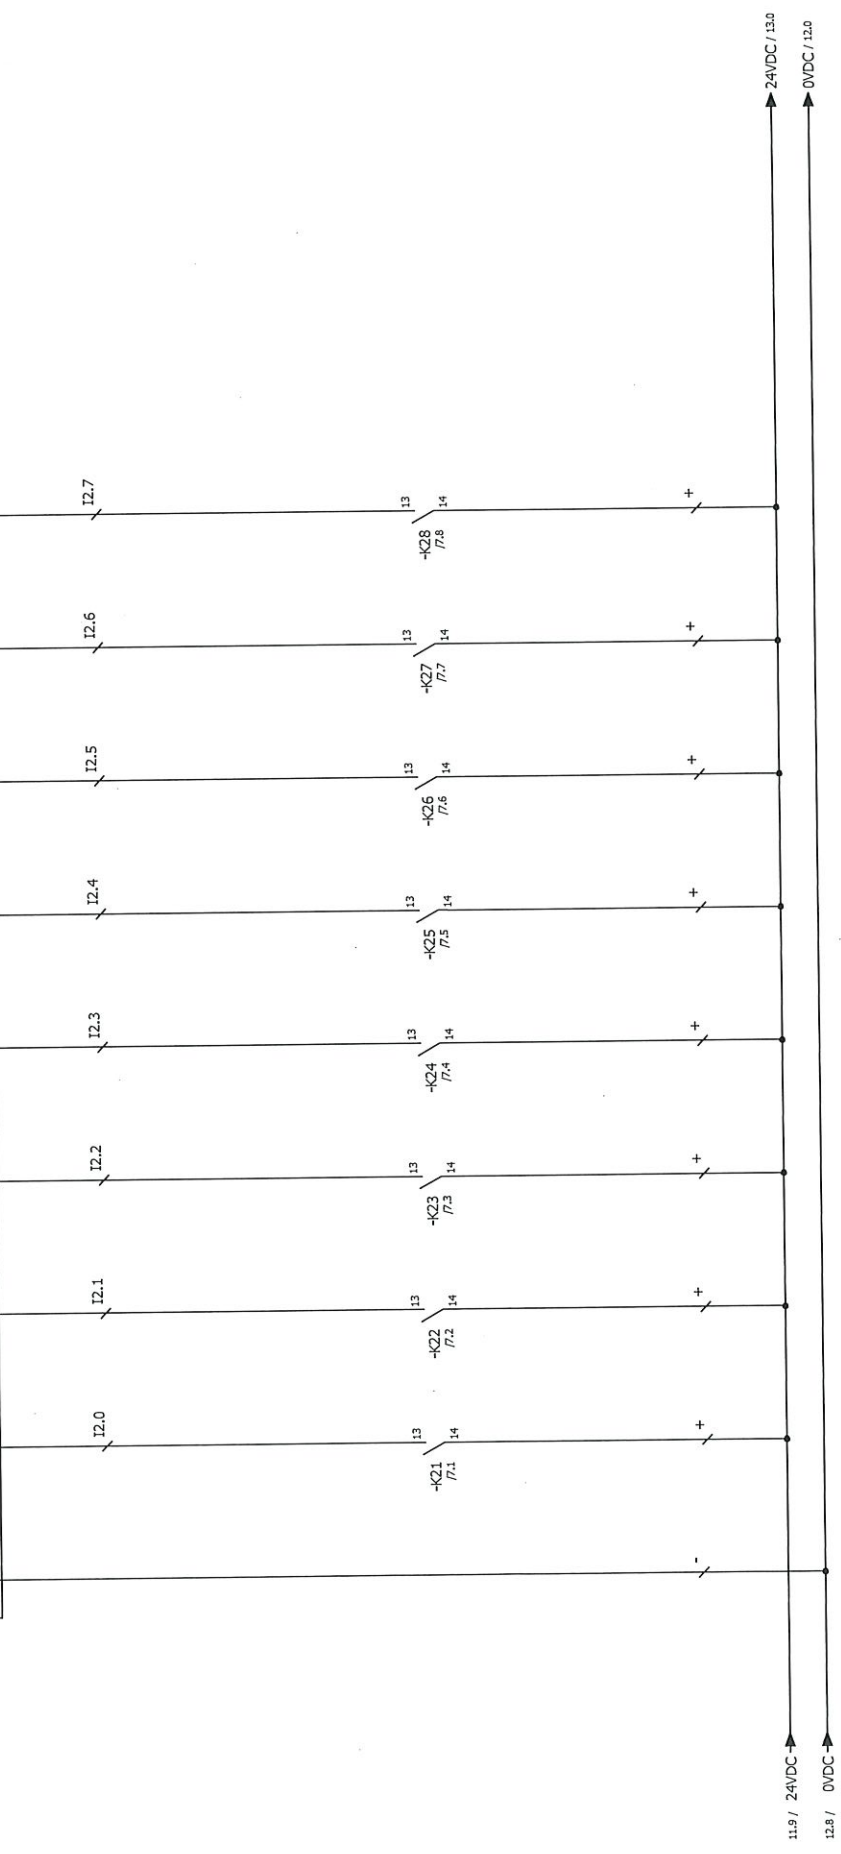 I2.0
I2.1
I2.2
I2.3
I2.4
I2.5
I2.6
I2.7
13
14
-K21
/7.1
13
14
-K22
/7.2
13
14
-K23
/7.3
13
14
-K24
/7.4
13
14
-K25
/7.5
13
14
-K26
/7.6
13
14
-K27
/7.7
13
14
-K28
/7.8
-
+
+
+
+
+
+
+
+
11.9 / 24VDC
24VDC / 13.0
12.8 / 0VDC
0VDC / 12.0